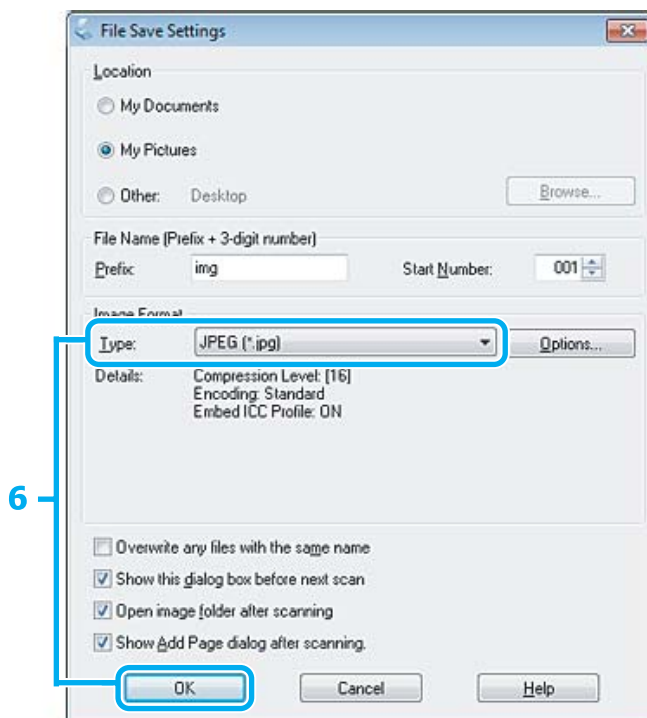 File Save Settings
Location
My Documents
My Pictures
Other: Desktop Browse...
File Name (Prefix + 3-digit number)
Prefix: img Start Number: 001
Image Format
Type: JPEG (*.jpg) Options...
Details: Compression Level: [16]
Encoding: Standard
Embed ICC Profile: ON
6
Overwrite any files with the same name
Show this dialog box before next scan
Open image folder after scanning
Show Add Page dialog after scanning.
OK Cancel Help